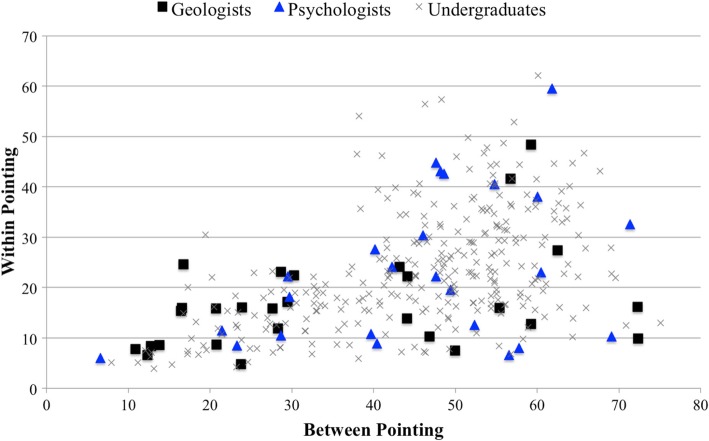 Geologists Psychologists Undergraduates
70
60
50
40
30
20
10
0
Within Pointing
0 10 20 30 40 50 60 70 80
Between Pointing